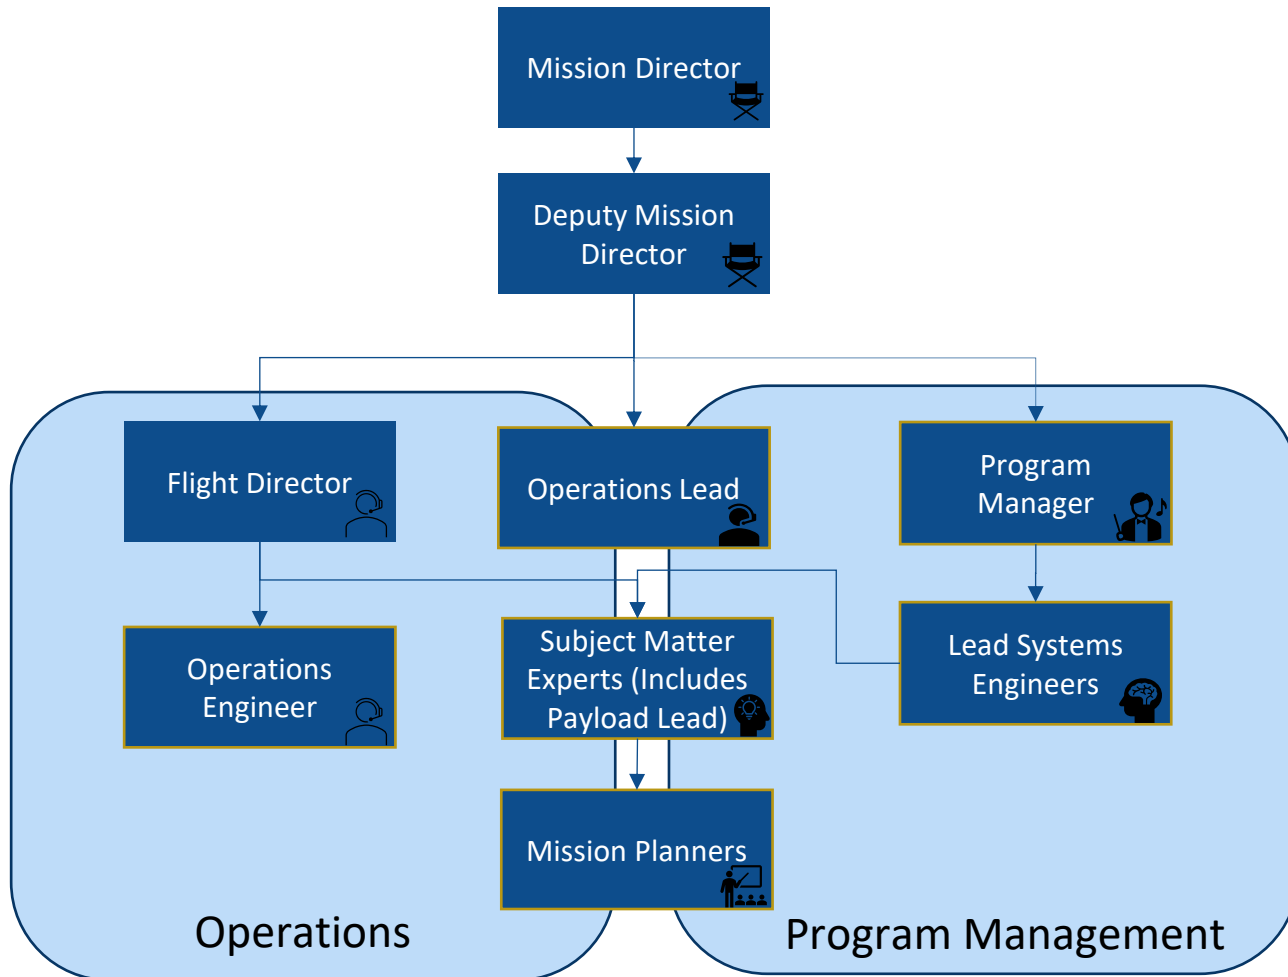 Mission Director
Deputy Mission
Director
Flight Director
Operations Lead
Program
Manager
Operations
Engineer
Subject Matter
Experts (Includes
Payload Lead)
Lead Systems
Engineers
Mission Planners
Operations
Program Management